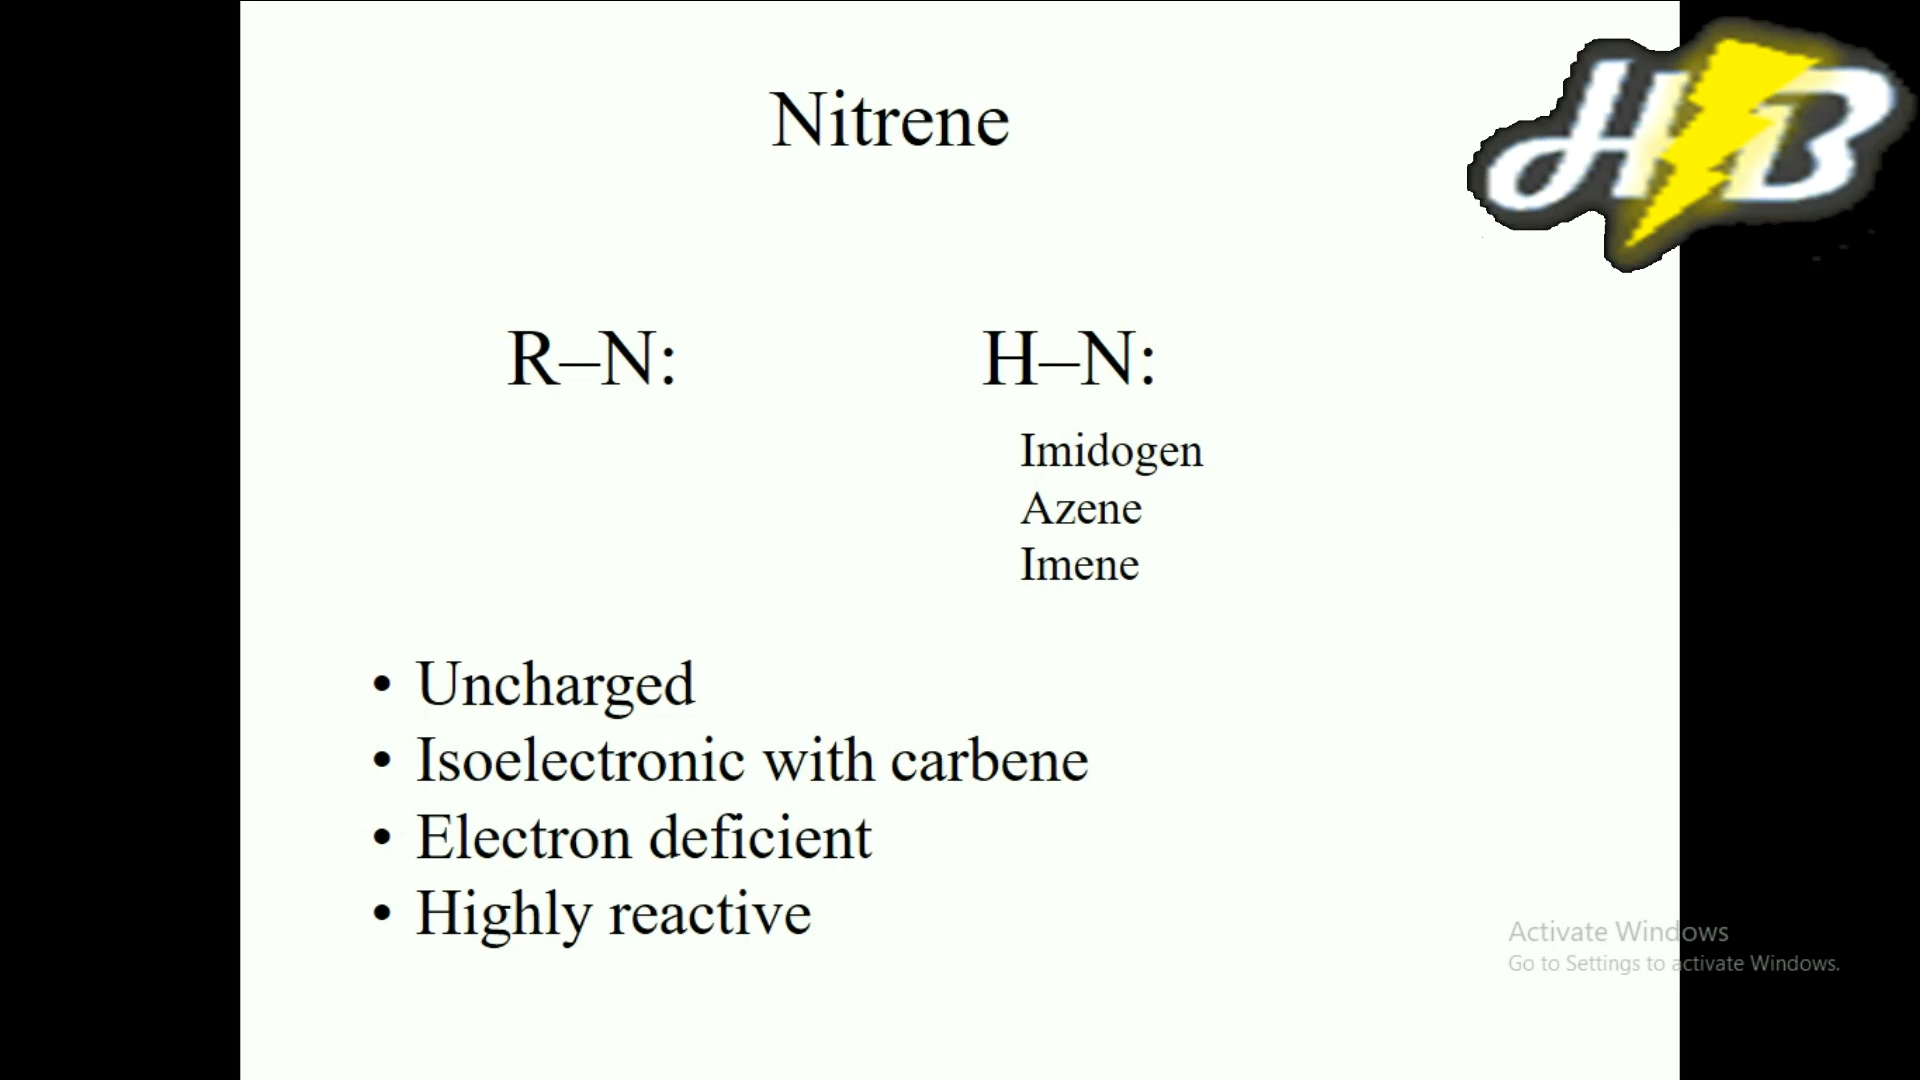 Nitrene
HB
R–N:
H–N:
Imidogen
Azene
Imene
• Uncharged
• Isoelectronic with carbene
• Electron deficient
• Highly reactive
Activate Windows
Go to Settings to activate Windows.